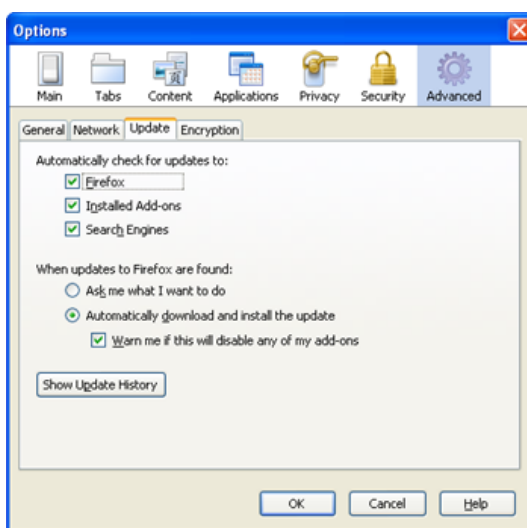 Options
Main Tabs Content Applications Privacy Security Advanced
General Network Update Encryption
Automatically check for updates to:
Firefox
Installed Add-ons
Search Engines
When updates to Firefox are found:
Ask me what I want to do
Automatically download and install the update
Warn me if this will disable any of my add-ons
Show Update History
OK Cancel Help